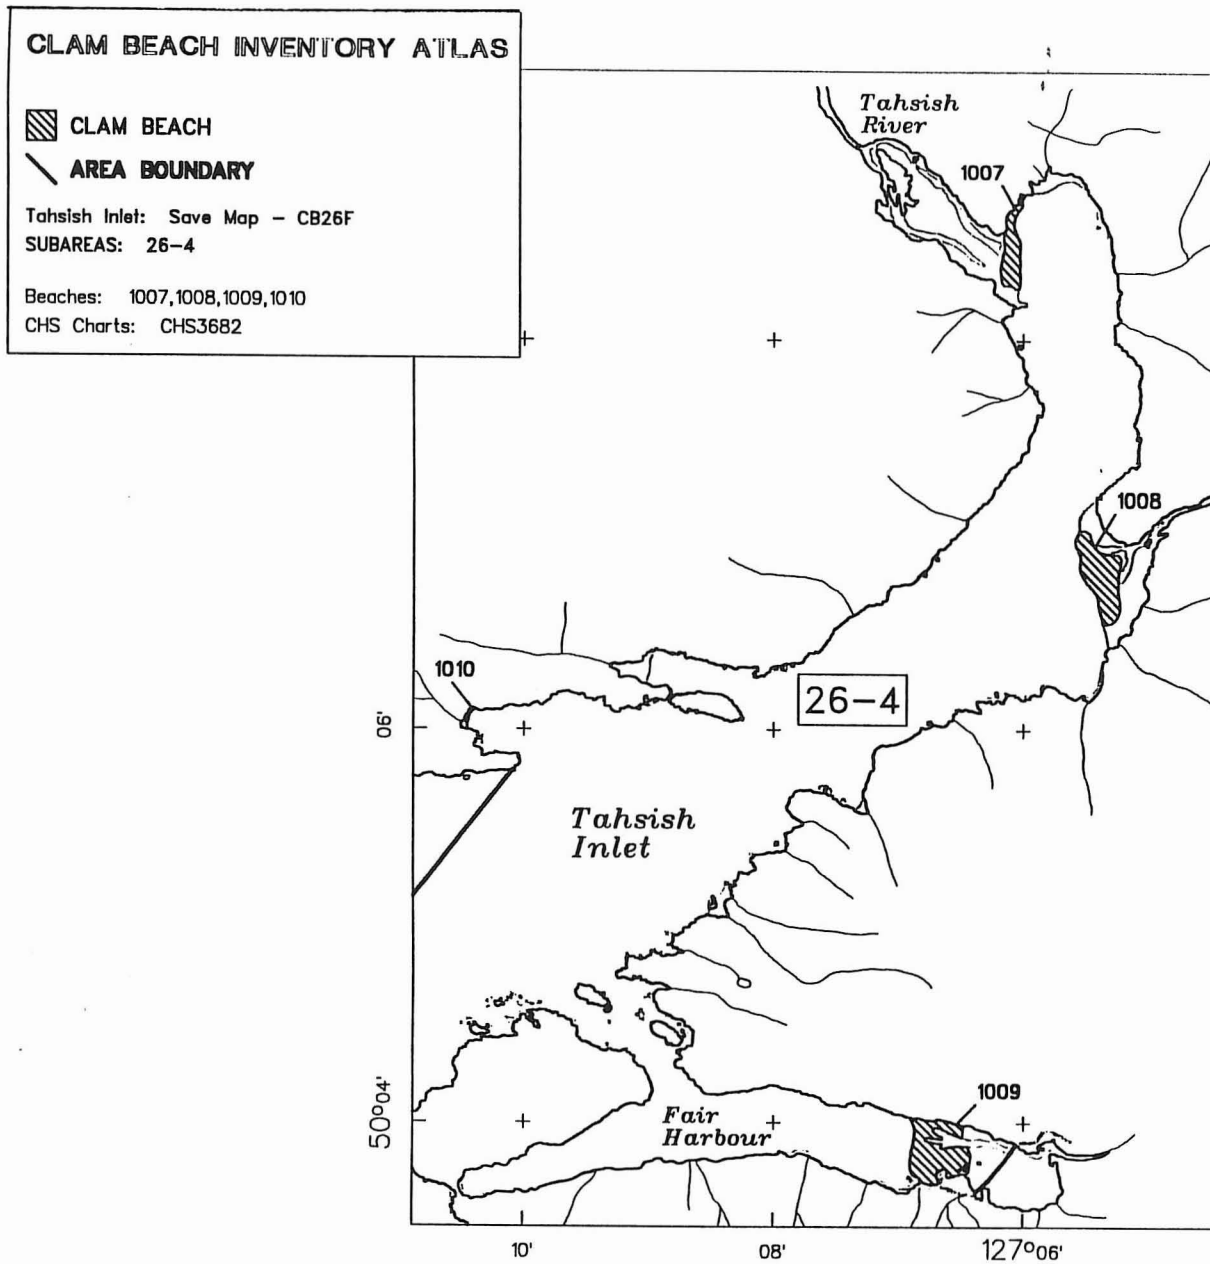 CLAM BEACH INVENTORY ATLAS
CLAM BEACH
AREA BOUNDARY
Tahsish Inlet: Save Map - CB26F
SUBAREAS: 26-4
Beaches: 1007,1008,1009,1010
CHS Charts: CHS3682
Tahsish
River
1007
1008
1010
26-4
06'
Tahsish
Inlet
1009
50°04'
Fair
Harbour
10'
08'
127°06'